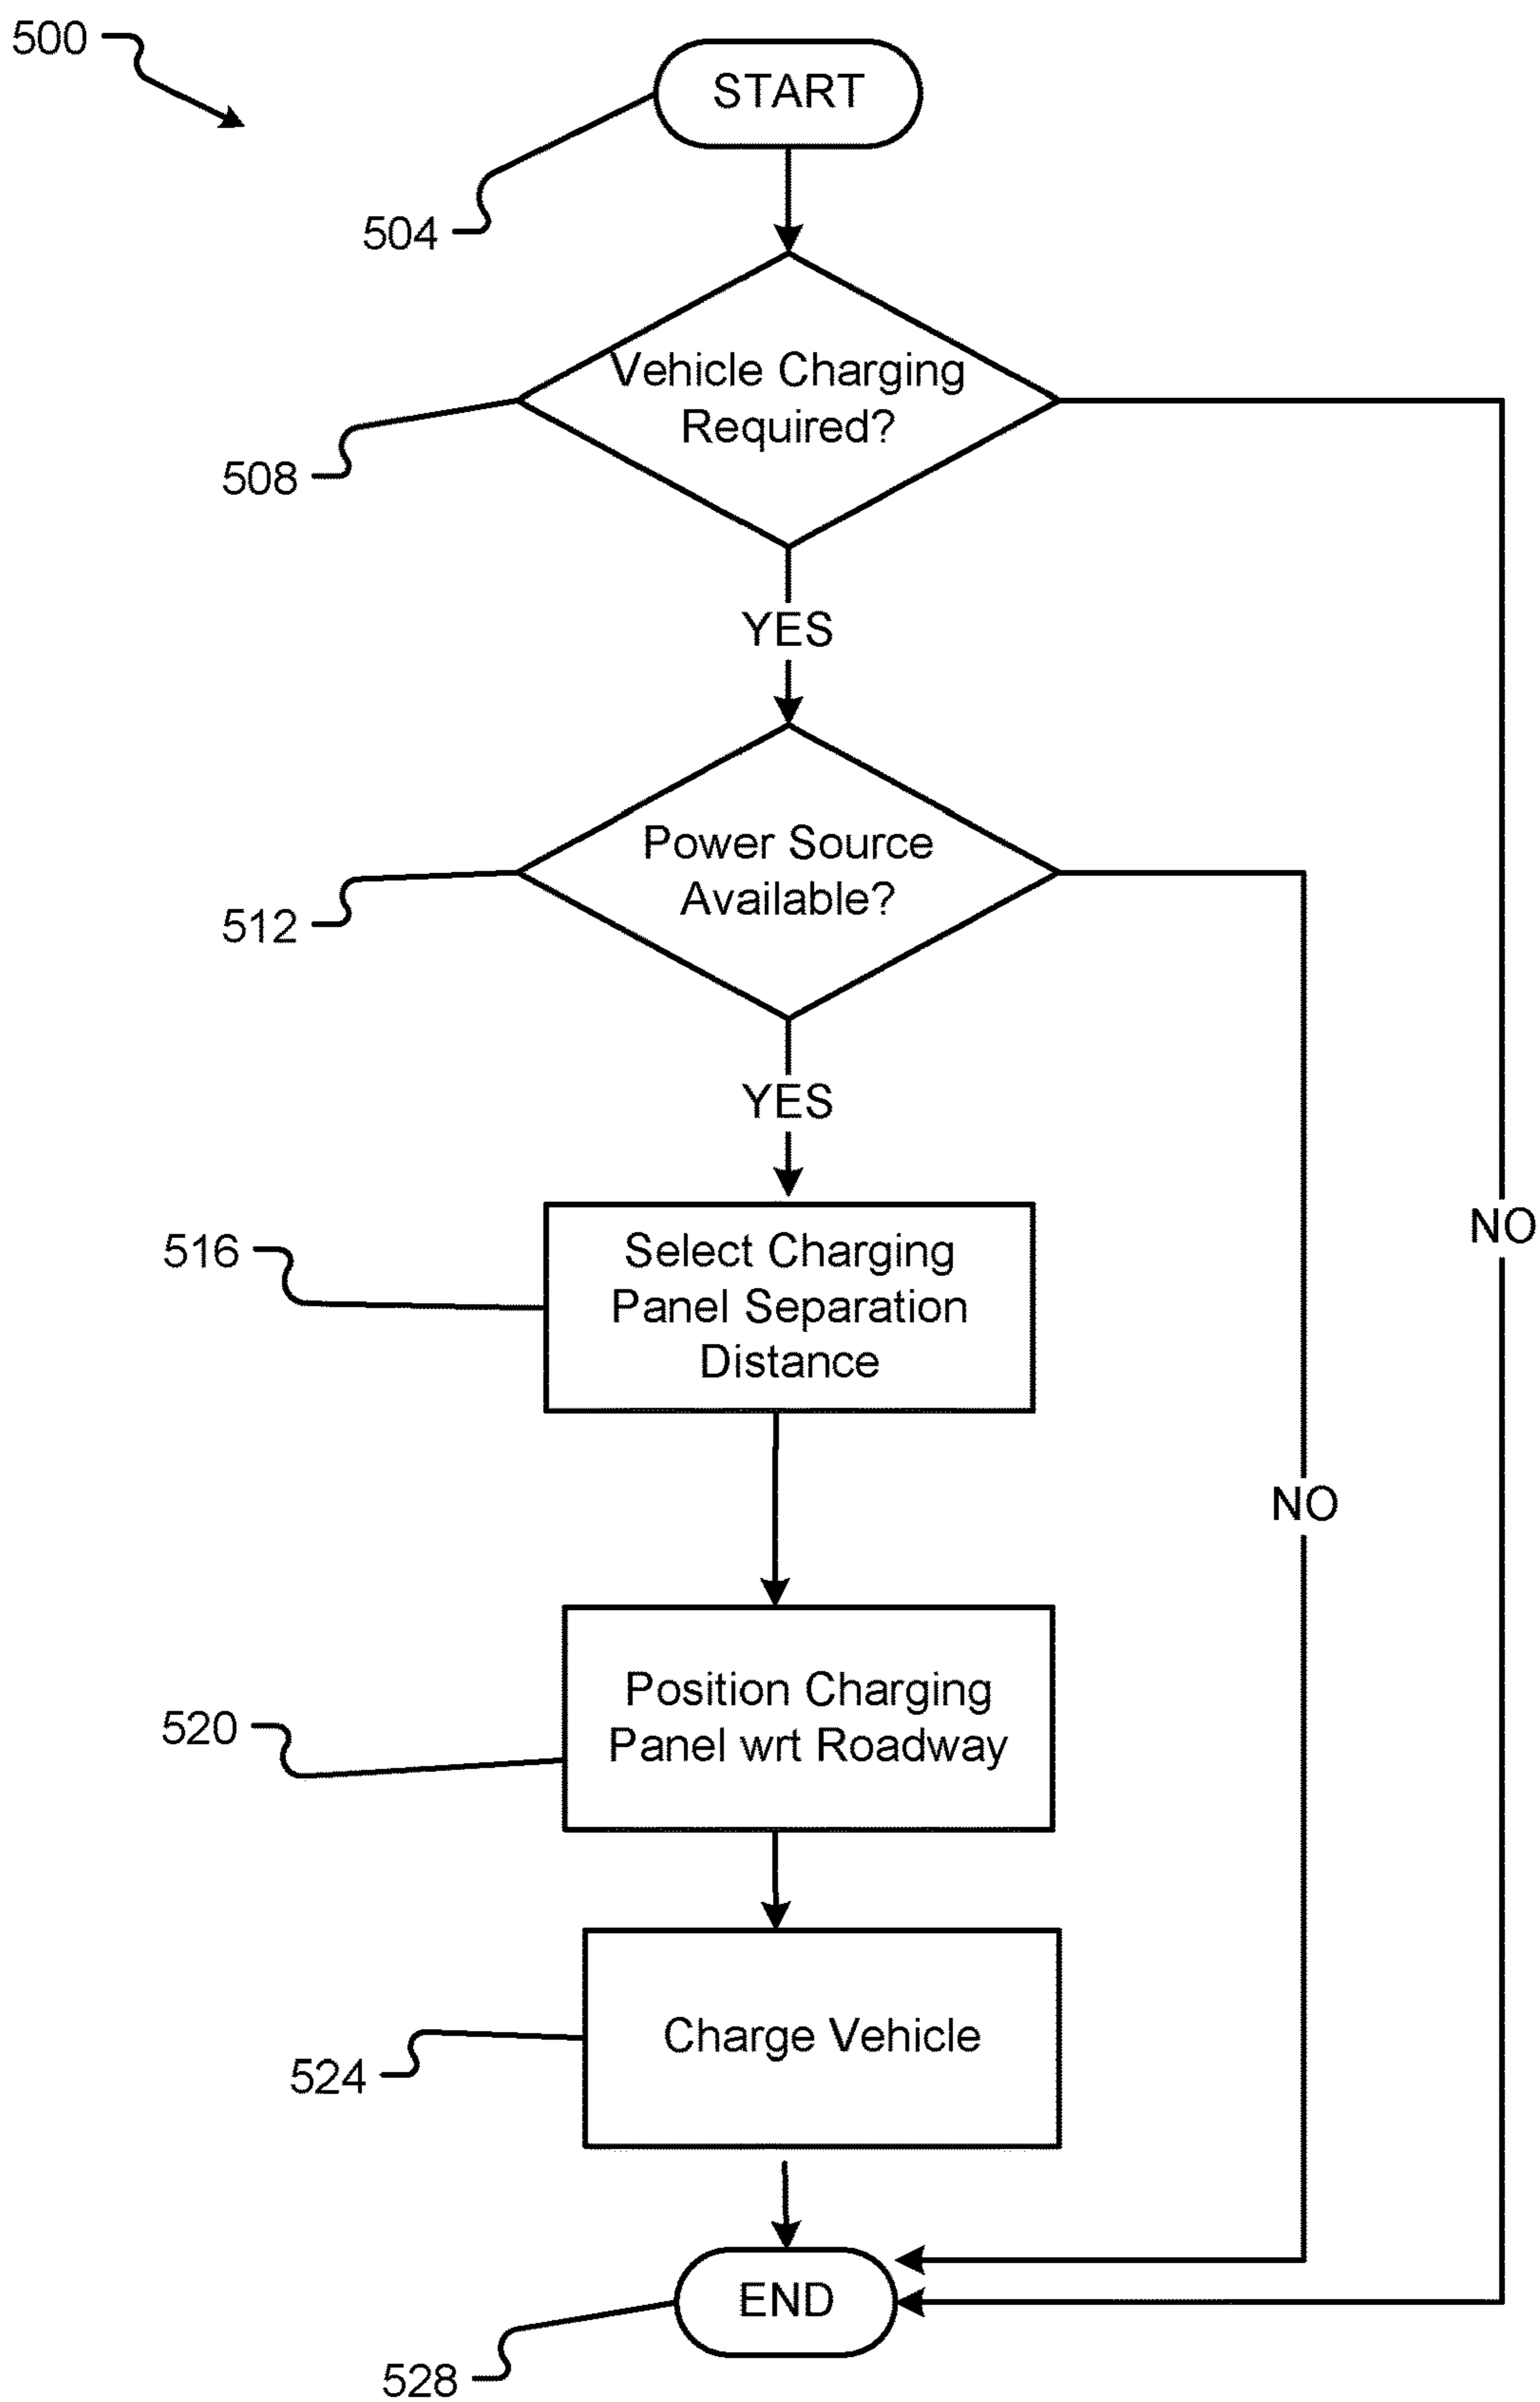 500
START
504
Vehicle Charging
Required?
508
YES
Power Source
Available?
512
YES
516
Select Charging
Panel Separation
Distance
NO
NO
Position Charging
Panel wrt Roadway
520
Charge Vehicle
524
END
528